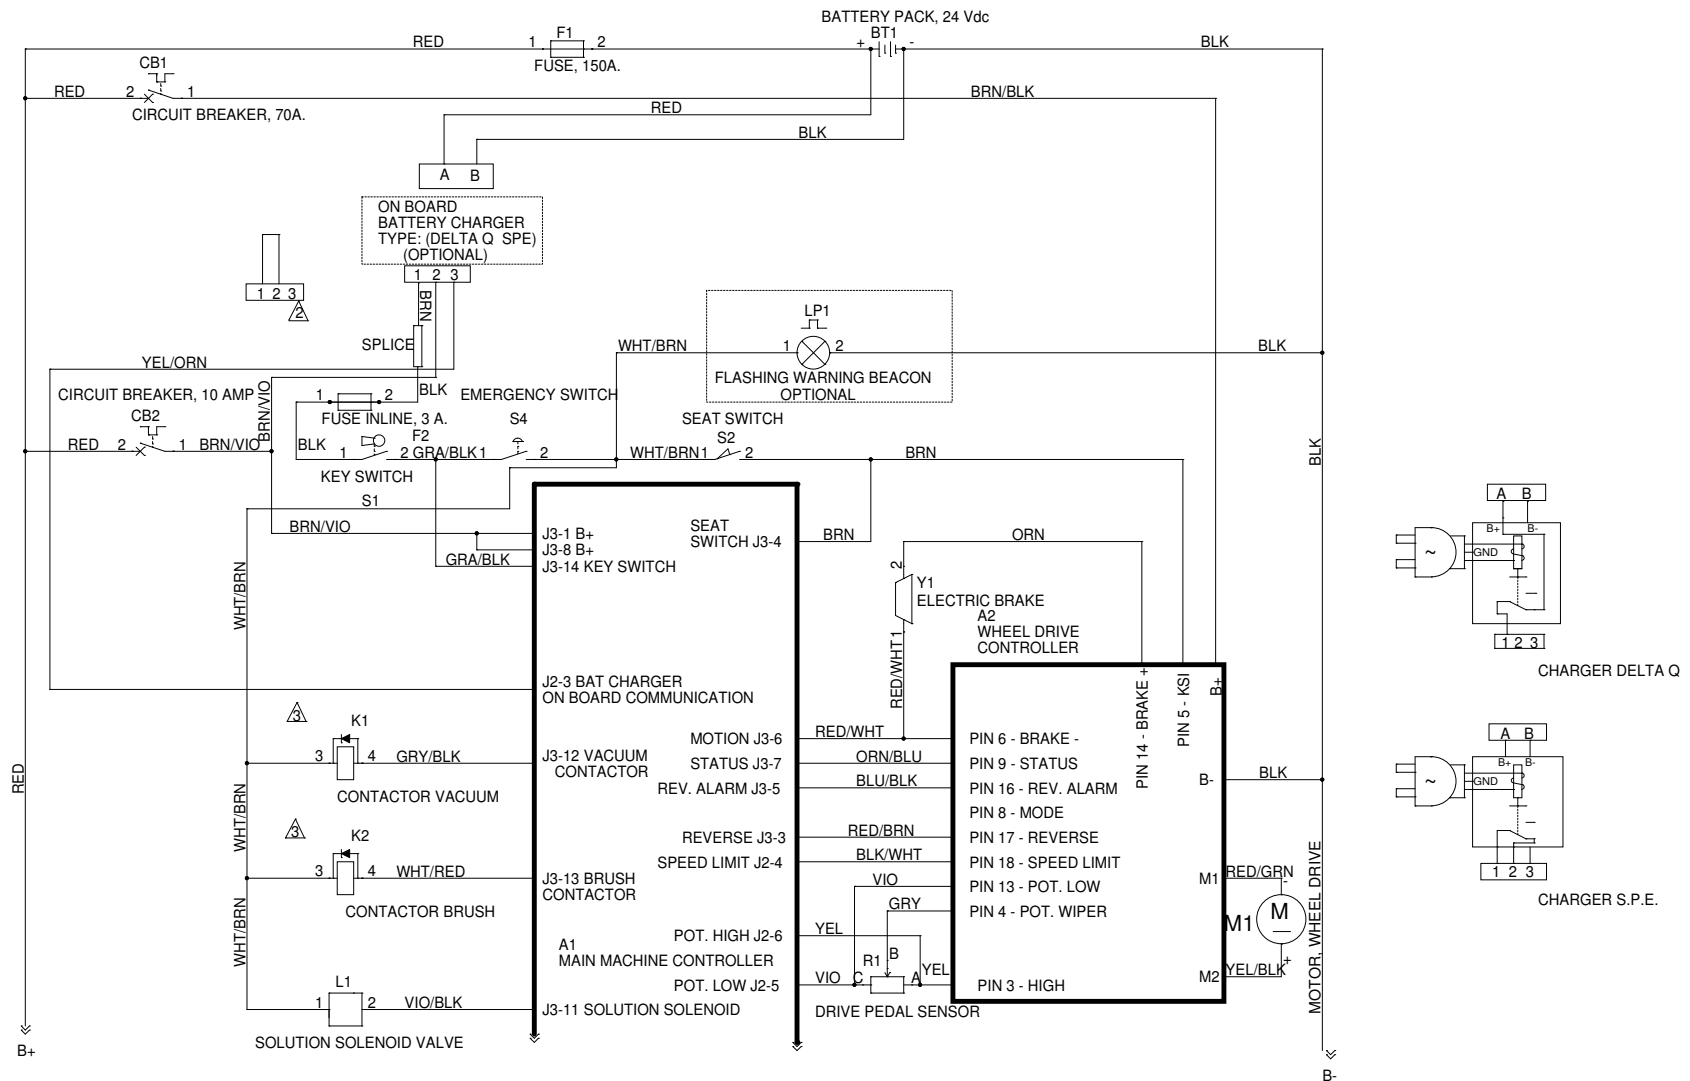 BATTERY PACK, 24 Vdc
RED
1
F1
2
+
BT1
-
BLK
FUSE, 150A.
CB1
RED
2
1
BRN/BLK
CIRCUIT BREAKER, 70A.
RED
BLK
A B
ON BOARD
BATTERY CHARGER
TYPE: (DELTA Q SPE)
(OPTIONAL)
1 2 3
1 2 3
2
BRN
SPLICE
YEL/ORN
BLK
LP1
WHT/BRN
1
2
BLK
FLASHING WARNING BEACON
OPTIONAL
CIRCUIT BREAKER, 10 AMP
CB2
RED
2
1
BRN/VIO
BRN/VIO
1
2
FUSE INLINE, 3 A.
F2
BLK
1
2
GRA/BLK
KEY SWITCH
S1
EMERGENCY SWITCH
S4
1
2
SEAT SWITCH
S2
WHT/BRN
1
2
BRN
BLK
BRN/VIO
J3-1 B+
J3-8 B+
GRA/BLK
J3-14 KEY SWITCH
SEAT
SWITCH J3-4
BRN
ORN
2
Y1
ELECTRIC BRAKE
A2
WHEEL DRIVE
CONTROLLER
RED/WHT
1
WHT/BRN
J2-3 BAT CHARGER
ON BOARD COMMUNICATION
3
K1
3
4
GRY/BLK
J3-12 VACUUM
CONTACTOR
CONTACTOR VACUUM
WHT/BRN
3
K2
3
4
WHT/RED
J3-13 BRUSH
CONTACTOR
CONTACTOR BRUSH
WHT/BRN
L1
1
2
VIO/BLK
J3-11 SOLUTION SOLENOID
SOLUTION SOLENOID VALVE
RED
B+
A1
MAIN MACHINE CONTROLLER
MOTION J3-6
RED/WHT
PIN 6 - BRAKE -
STATUS J3-7
ORN/BLU
PIN 9 - STATUS
REV. ALARM J3-5
BLU/BLK
PIN 16 - REV. ALARM
PIN 8 - MODE
REVERSE J3-3
RED/BRN
PIN 17 - REVERSE
SPEED LIMIT J2-4
BLK/WHT
PIN 18 - SPEED LIMIT
VIO
PIN 13 - POT. LOW
GRY
PIN 4 - POT. WIPER
POT. HIGH J2-6
YEL
POT. LOW J2-5
VIO
C
R1
B
A
YEL
PIN 3 - HIGH
DRIVE PEDAL SENSOR
PIN 14 - BRAKE +
PIN 5 - KSI
B+
B-
BLK
M1
RED/GRN
-
M1
M
M2
YEL/BLK
+
MOTOR, WHEEL DRIVE
B-
A B
B+
B-
~
GND
1 2 3
CHARGER DELTA Q
A B
B+
B-
~
GND
1 2 3
CHARGER S.P.E.